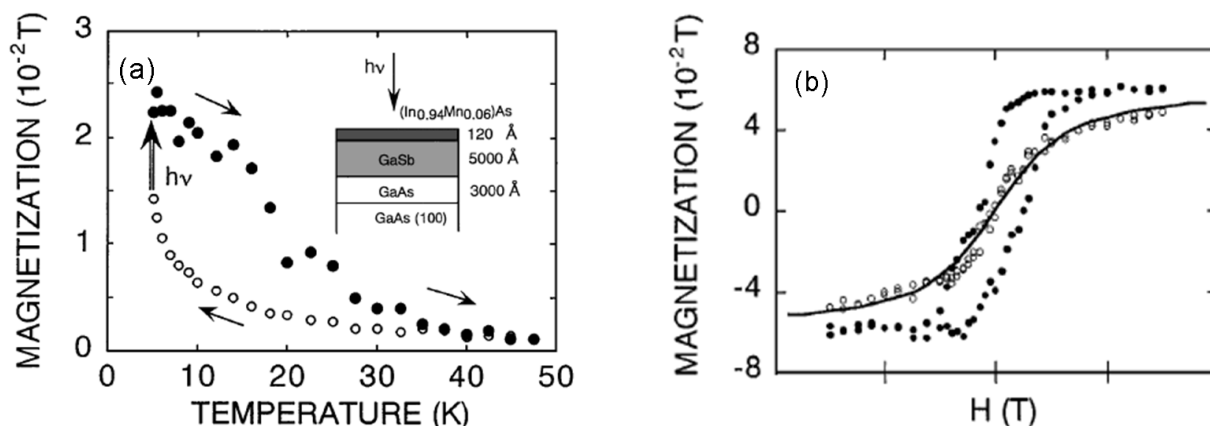 (a)
MAGNETIZATION (10⁻²T)
3
2
1
0
hν
(In0.94Mn0.06)As
120 Å
GaSb 5000 Å
GaAs 3000 Å
GaAs (100)
hν
0 10 20 30 40 50
TEMPERATURE (K)
(b)
MAGNETIZATION (10⁻²T)
8
4
0
-4
-8
H (T)